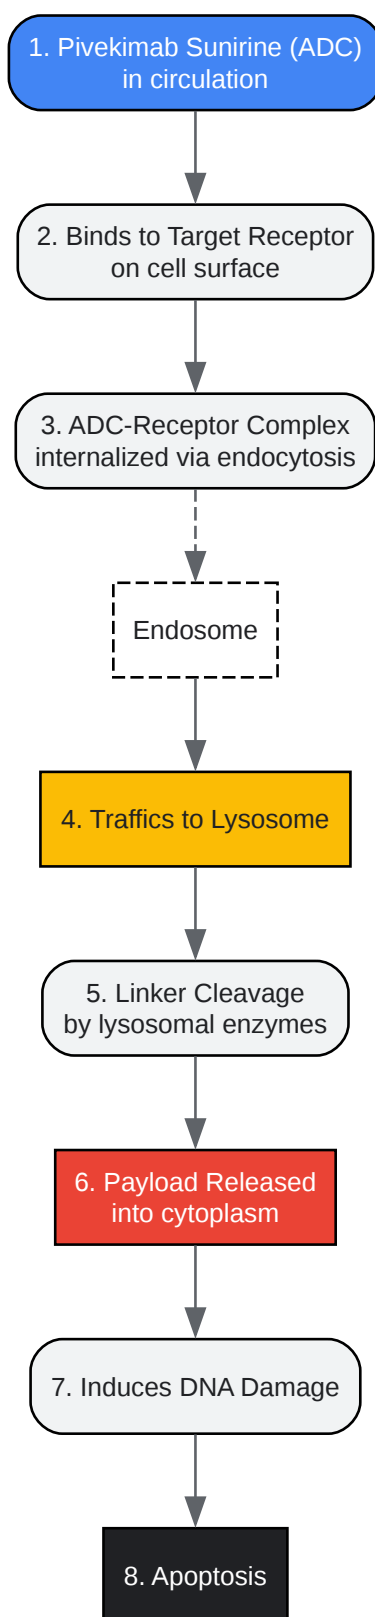 1. Pivekimab Sunirine (ADC)
in circulation
2. Binds to Target Receptor
on cell surface
3. ADC-Receptor Complex
internalized via endocytosis
Endosome
4. Traffics to Lysosome
5. Linker Cleavage
by lysosomal enzymes
6. Payload Released
into cytoplasm
7. Induces DNA Damage
8. Apoptosis